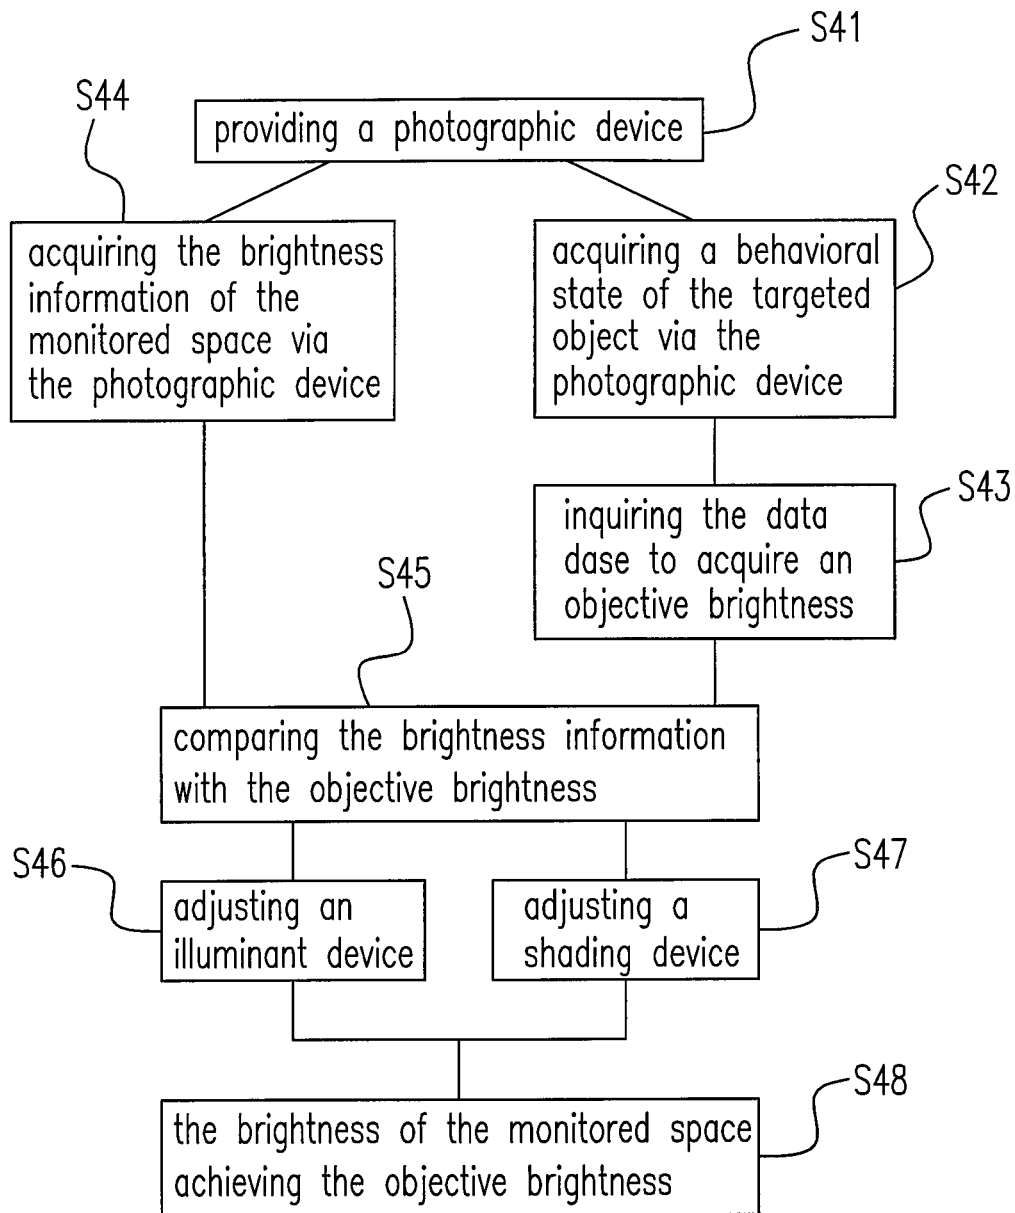 S41
providing a photographic device
S44
acquiring the brightness
information of the
monitored space via
the photographic device
S42
acquiring a behavioral
state of the targeted
object via the
photographic device
S43
inquiring the data
dase to acquire an
objective brightness
S45
comparing the brightness information
with the objective brightness
S46
adjusting an
illuminant device
S47
adjusting a
shading device
S48
the brightness of the monitored space
achieving the objective brightness